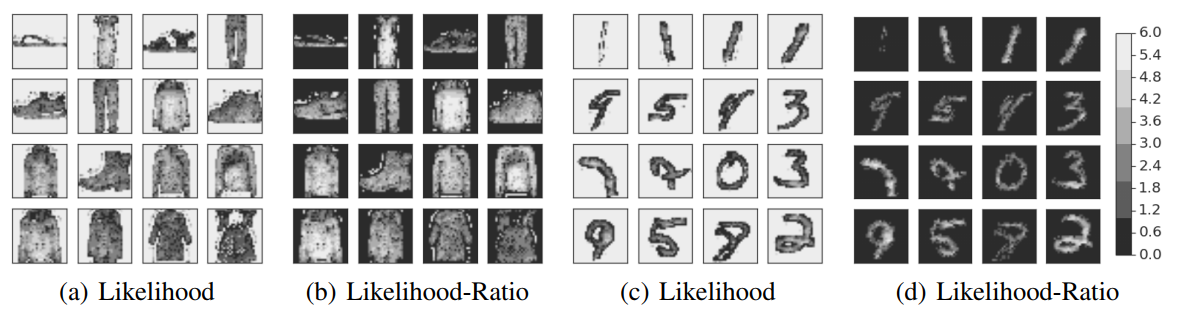 6.0
5.4
4.8
4.2
3.6
3.0
2.4
1.8
1.2
0.6
0.0
(a) Likelihood
(b) Likelihood-Ratio
(c) Likelihood
(d) Likelihood-Ratio